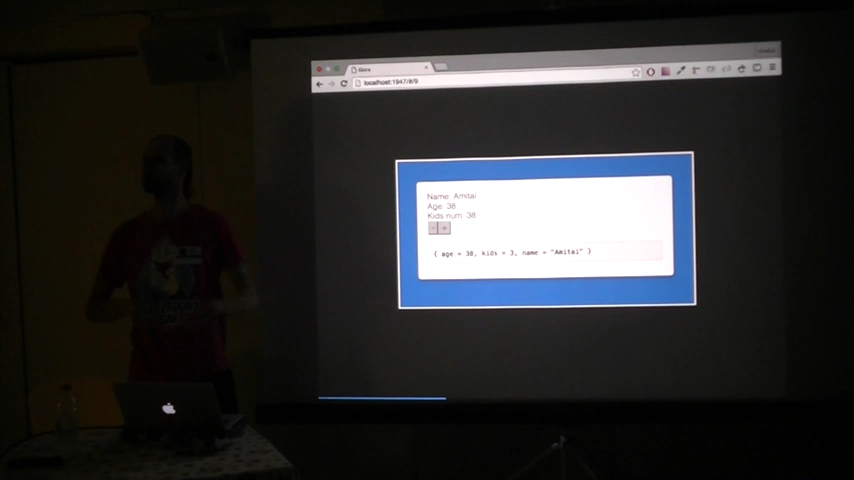 localhost:1947/#/9
Name: Amitai
Age: 38
Kids num: 38
- +
{ age = 38, kids = 3, name = "Amitai" }